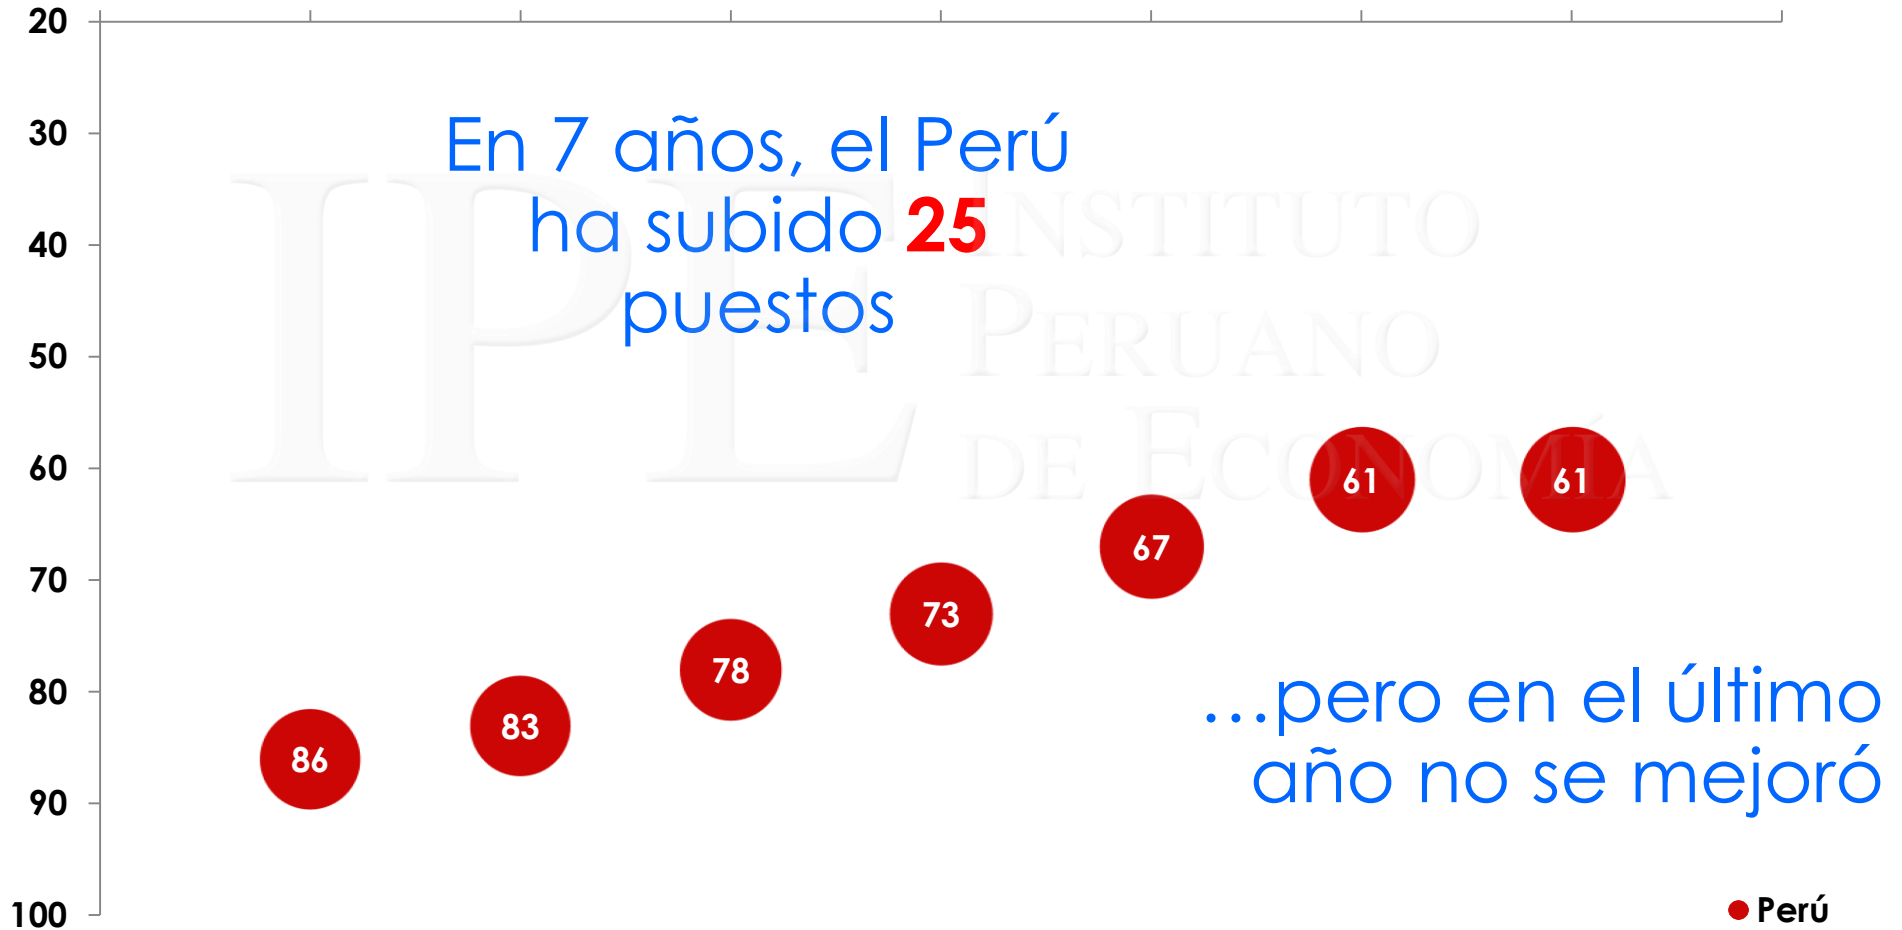 20
30
40
50
60
70
80
90
100
En 7 años, el Perú
ha subido 25
puestos
IPE INSTITUTO
PERUANO
DE ECONOMÍA
86
83
78
73
67
61
61
...pero en el último
año no se mejoró
Perú